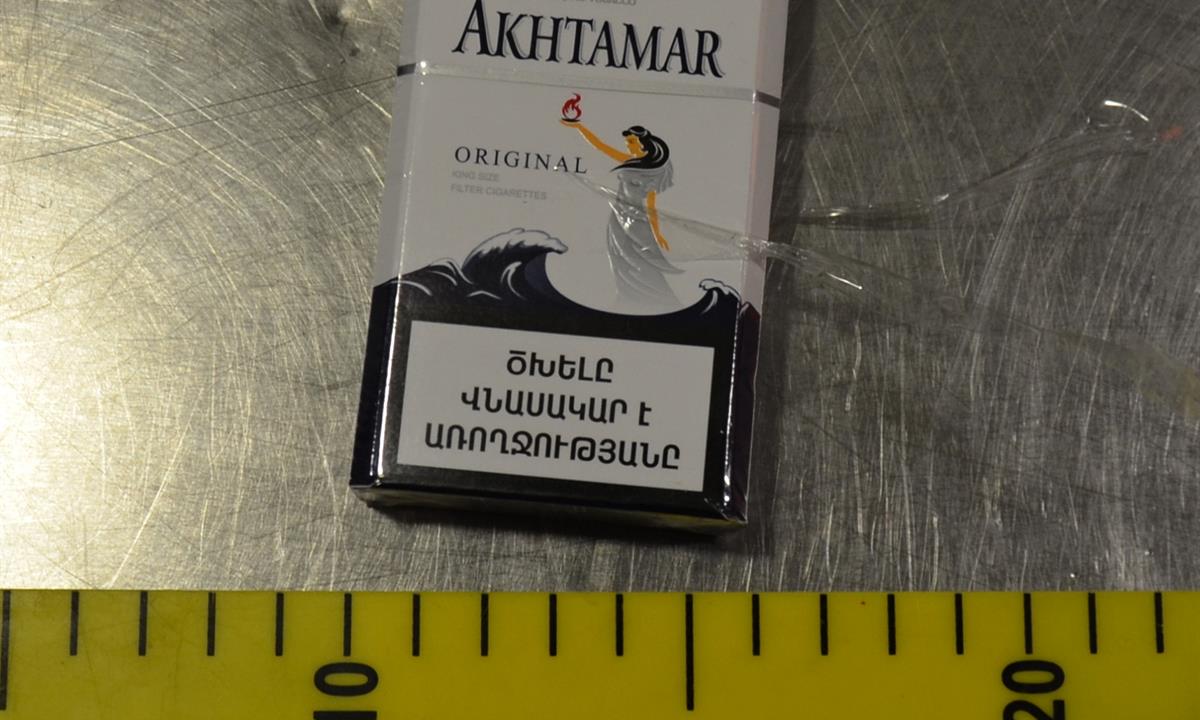 AKHTAMAR
ORIGINAL
KING SIZE
FILTER CIGARETTES
ԾԽԵԼԸ
ՎՆԱՍԱԿԱՐ Է
ԱՌՈՂՋՈՒԹՅԱՆԸ
10
20